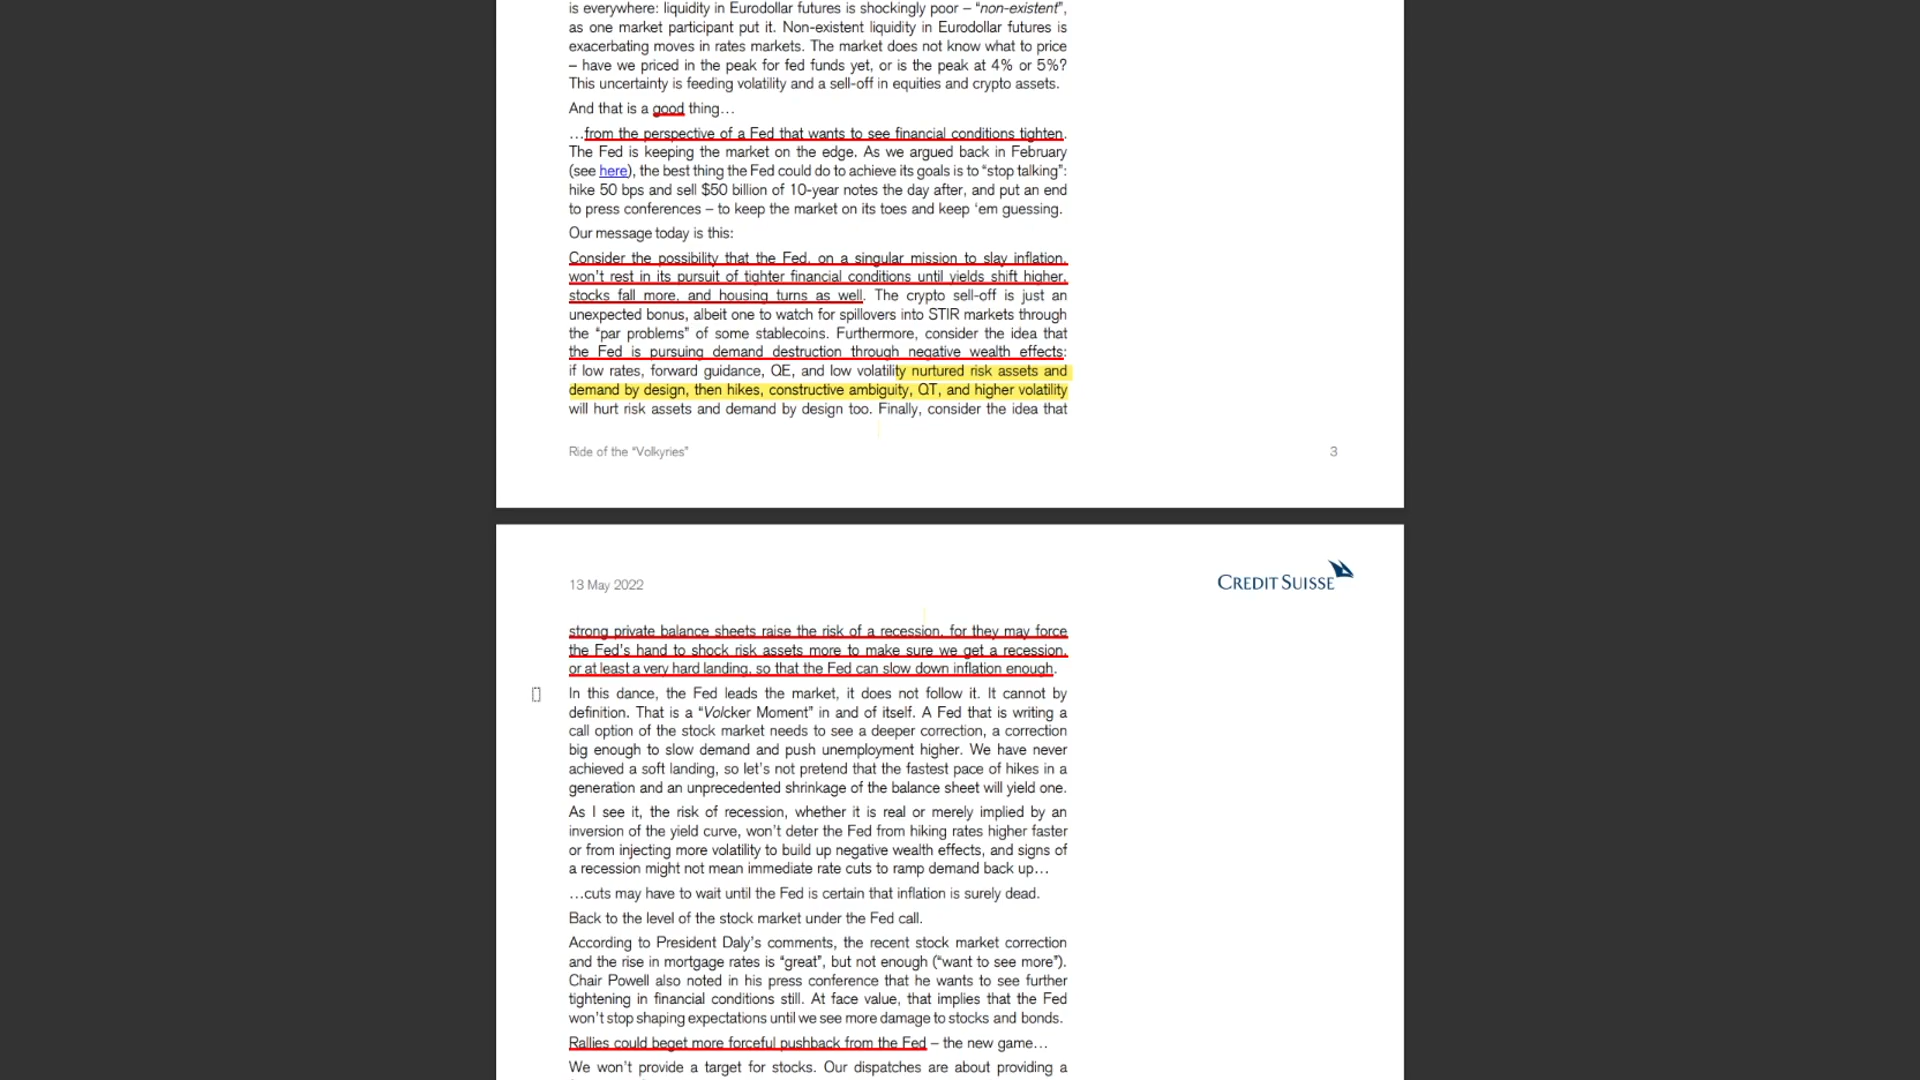 is everywhere: liquidity in Eurodollar futures is shockingly poor – “non-existent”,
as one market participant put it. Non-existent liquidity in Eurodollar futures is
exacerbating moves in rates markets. The market does not know what to price
– have we priced in the peak for fed funds yet, or is the peak at 4% or 5%?
This uncertainty is feeding volatility and a sell-off in equities and crypto assets.
And that is a good thing…
…from the perspective of a Fed that wants to see financial conditions tighten.
The Fed is keeping the market on the edge. As we argued back in February
(see here), the best thing the Fed could do to achieve its goals is to “stop talking”:
hike 50 bps and sell $50 billion of 10-year notes the day after, and put an end
to press conferences – to keep the market on its toes and keep ‘em guessing.
Our message today is this:
Consider the possibility that the Fed, on a singular mission to slay inflation,
won’t rest in its pursuit of tighter financial conditions until yields shift higher,
stocks fall more, and housing turns as well. The crypto sell-off is just an
unexpected bonus, albeit one to watch for spillovers into STIR markets through
the “par problems” of some stablecoins. Furthermore, consider the idea that
the Fed is pursuing demand destruction through negative wealth effects:
if low rates, forward guidance, QE, and low volatility nurtured risk assets and
demand by design, then hikes, constructive ambiguity, QT, and higher volatility
will hurt risk assets and demand by design too. Finally, consider the idea that
Ride of the “Volkyries”
3
13 May 2022
CREDIT SUISSE
strong private balance sheets raise the risk of a recession, for they may force
the Fed’s hand to shock risk assets more to make sure we get a recession,
or at least a very hard landing, so that the Fed can slow down inflation enough.
In this dance, the Fed leads the market, it does not follow it. It cannot by
definition. That is a “Volcker Moment” in and of itself. A Fed that is writing a
call option of the stock market needs to see a deeper correction, a correction
big enough to slow demand and push unemployment higher. We have never
achieved a soft landing, so let’s not pretend that the fastest pace of hikes in a
generation and an unprecedented shrinkage of the balance sheet will yield one.
As I see it, the risk of recession, whether it is real or merely implied by an
inversion of the yield curve, won’t deter the Fed from hiking rates higher faster
or from injecting more volatility to build up negative wealth effects, and signs of
a recession might not mean immediate rate cuts to ramp demand back up…
…cuts may have to wait until the Fed is certain that inflation is surely dead.
Back to the level of the stock market under the Fed call.
According to President Daly’s comments, the recent stock market correction
and the rise in mortgage rates is “great”, but not enough (“want to see more”).
Chair Powell also noted in his press conference that he wants to see further
tightening in financial conditions still. At face value, that implies that the Fed
won’t stop shaping expectations until we see more damage to stocks and bonds.
Rallies could beget more forceful pushback from the Fed – the new game…
We won’t provide a target for stocks. Our dispatches are about providing a